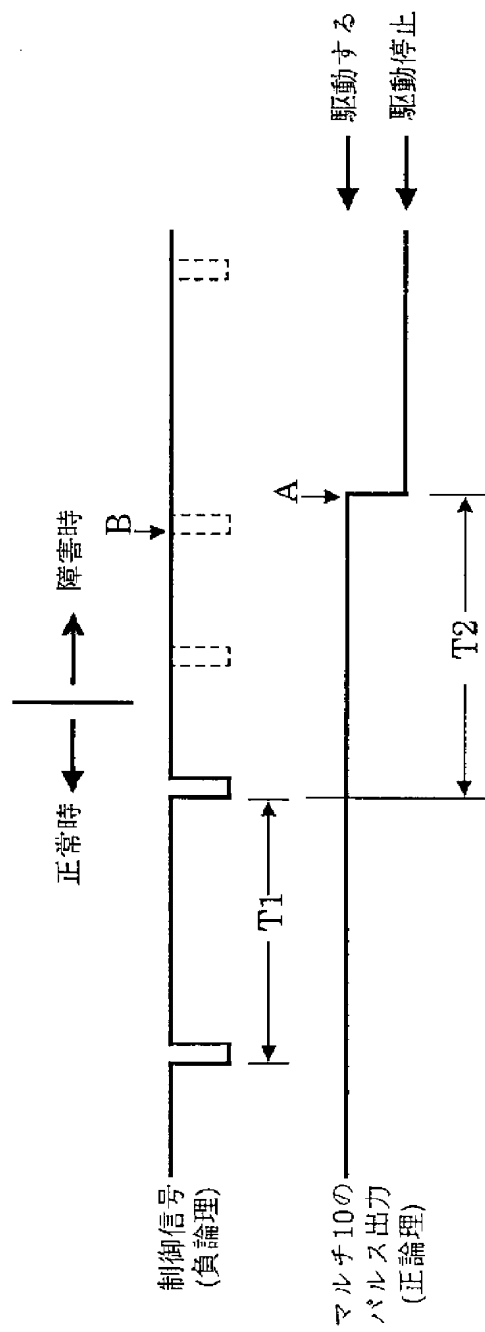 正常時
障害時
制御信号
(負論理)
B
T1
マルチ10の
パルス出力
(正論理)
A
T2
駆動する
駆動停止